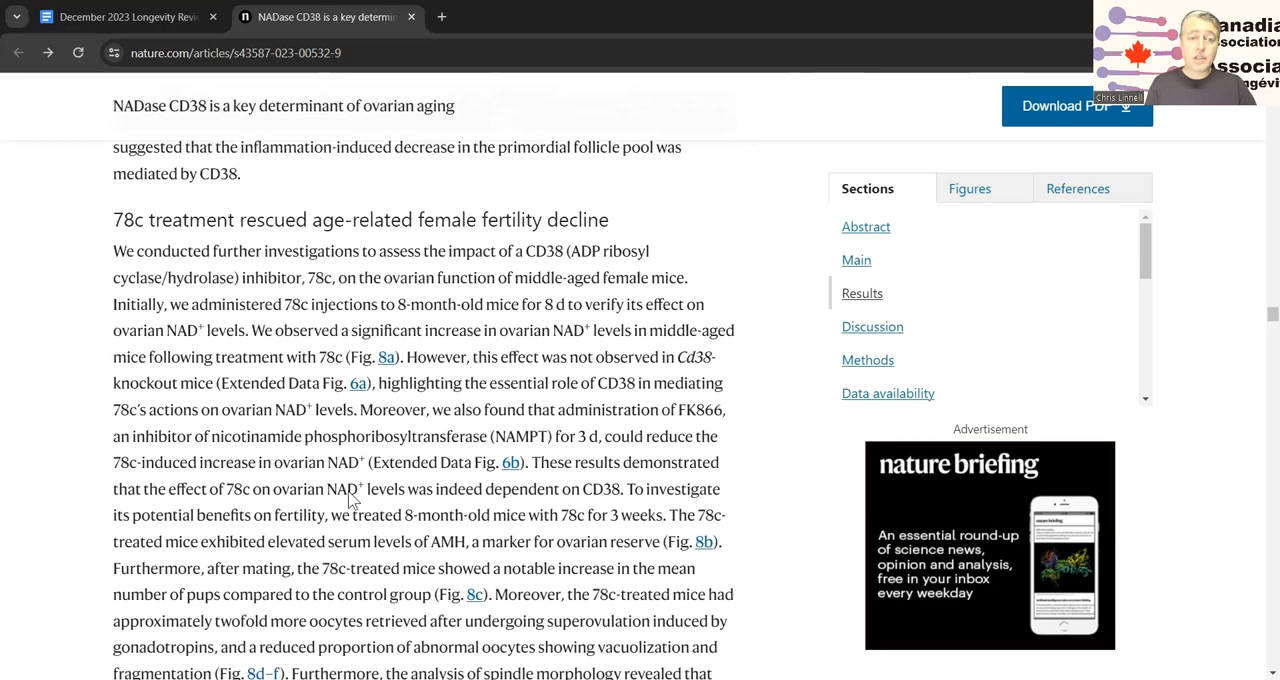 December 2023 Longevity Revi
NADase CD38 is a key determin
nature.com/articles/s43587-023-00532-9
anadia
ssociation
Associa
ngévit
Chris Linnell
NADase CD38 is a key determinant of ovarian aging
Download PDF
suggested that the inflammation-induced decrease in the primordial follicle pool was
mediated by CD38.
78c treatment rescued age-related female fertility decline
We conducted further investigations to assess the impact of a CD38 (ADP ribosyl
cyclase/hydrolase) inhibitor, 78c, on the ovarian function of middle-aged female mice.
Initially, we administered 78c injections to 8-month-old mice for 8 d to verify its effect on
ovarian NAD+ levels. We observed a significant increase in ovarian NAD+ levels in middle-aged
mice following treatment with 78c (Fig. 8a). However, this effect was not observed in Cd38-
knockout mice (Extended Data Fig. 6a), highlighting the essential role of CD38 in mediating
78c's actions on ovarian NAD+ levels. Moreover, we also found that administration of FK866,
an inhibitor of nicotinamide phosphoribosyltransferase (NAMPT) for 3 d, could reduce the
78c-induced increase in ovarian NAD+ (Extended Data Fig. 6b). These results demonstrated
that the effect of 78c on ovarian NAD+ levels was indeed dependent on CD38. To investigate
its potential benefits on fertility, 8-month-old mice with 78c for 3 weeks. The 78c-
treated mice exhibited elevated levels of AMH, a marker for ovarian reserve (Fig. 8b).
Furthermore, after mating, the 78c-treated mice showed a notable increase in the mean
number of pups compared to the control group (Fig. 8c). Moreover, the 78c-treated mice had
approximately twofold more oocytes retrieved after undergoing superovulation induced by
gonadotropins, and a reduced proportion of abnormal oocytes showing vacuolization and
fragmentation (Fig. 8d–f). Furthermore, the analysis of spindle morphology revealed that
Sections
Figures
References
Abstract
Main
Results
Discussion
Methods
Data availability
Advertisement
nature briefing
An essential round-up
of science news,
opinion and analysis,
free in your inbox
every weekday